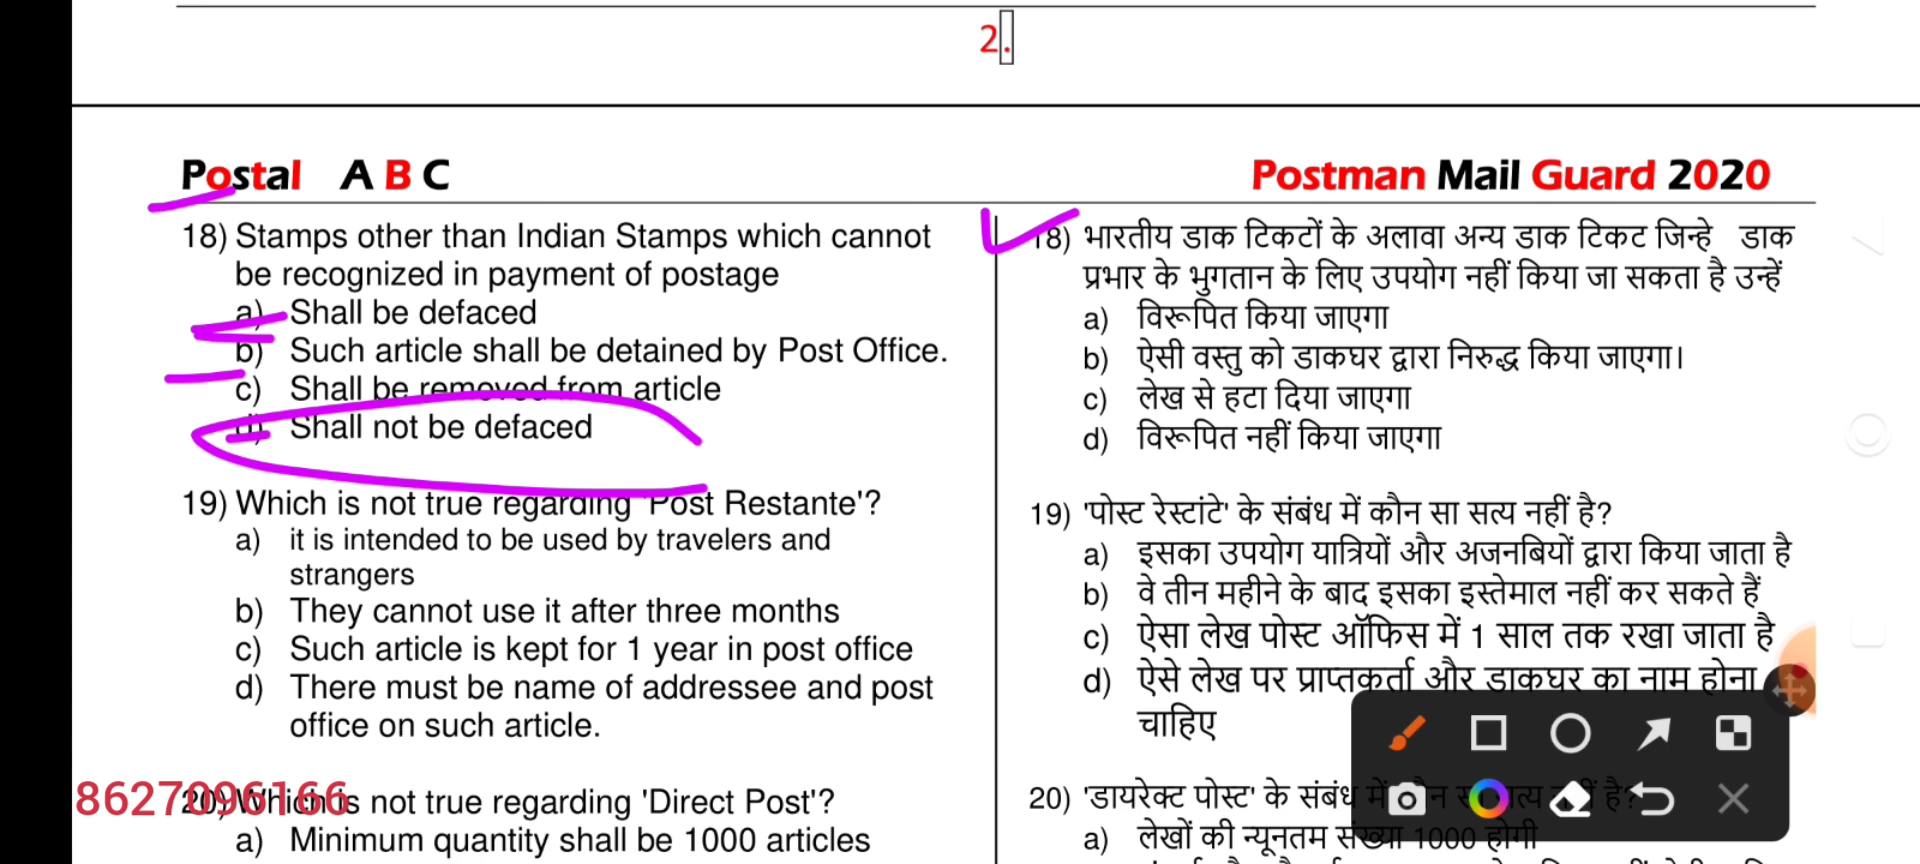 2.
Postal A B C
Postman Mail Guard 2020
18) Stamps other than Indian Stamps which cannot
be recognized in payment of postage
a) Shall be defaced
b) Such article shall be detained by Post Office.
c) Shall be removed from article
d) Shall not be defaced
19) Which is not true regarding 'Post Restante'?
a) it is intended to be used by travelers and
strangers
b) They cannot use it after three months
c) Such article is kept for 1 year in post office
d) There must be name of addressee and post
office on such article.
20) Which is not true regarding 'Direct Post'?
a) Minimum quantity shall be 1000 articles
8627096166
18) भारतीय डाक टिकटों के अलावा अन्य डाक टिकट जिन्हे डाक
प्रभार के भुगतान के लिए उपयोग नहीं किया जा सकता है उन्हें
a) विरूपित किया जाएगा
b) ऐसी वस्तु को डाकघर द्वारा निरुद्ध किया जाएगा।
c) लेख से हटा दिया जाएगा
d) विरूपित नहीं किया जाएगा
19) 'पोस्ट रेस्टांटे' के संबंध में कौन सा सत्य नहीं है?
a) इसका उपयोग यात्रियों और अजनबियों द्वारा किया जाता है
b) वे तीन महीने के बाद इसका इस्तेमाल नहीं कर सकते हैं
c) ऐसा लेख पोस्ट ऑफिस में 1 साल तक रखा जाता है
d) ऐसे लेख पर प्राप्तकर्ता और डाकघर का नाम होना
चाहिए
20) 'डायरेक्ट पोस्ट' के संबंध में है?
a) लेखों की न्यूनतम संख्या 1000 होगी